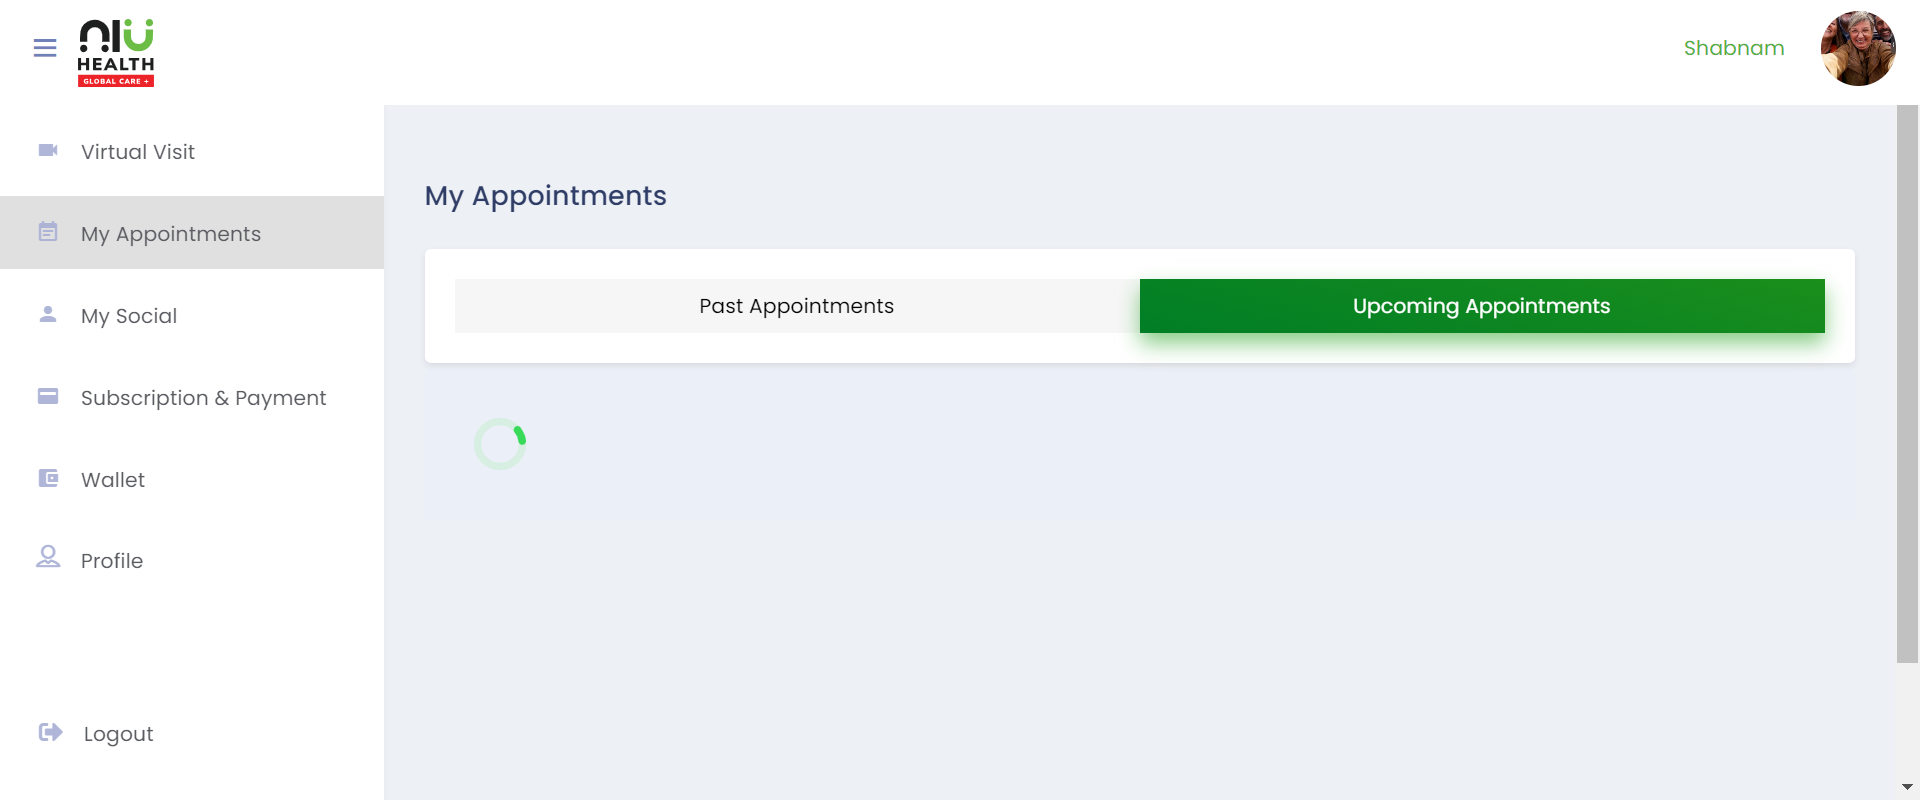 NIU
HEALTH
GLOBAL CARE +
Shabnam
Virtual Visit
My Appointments
My Social
Subscription & Payment
Wallet
Profile
Logout
My Appointments
Past Appointments
Upcoming Appointments